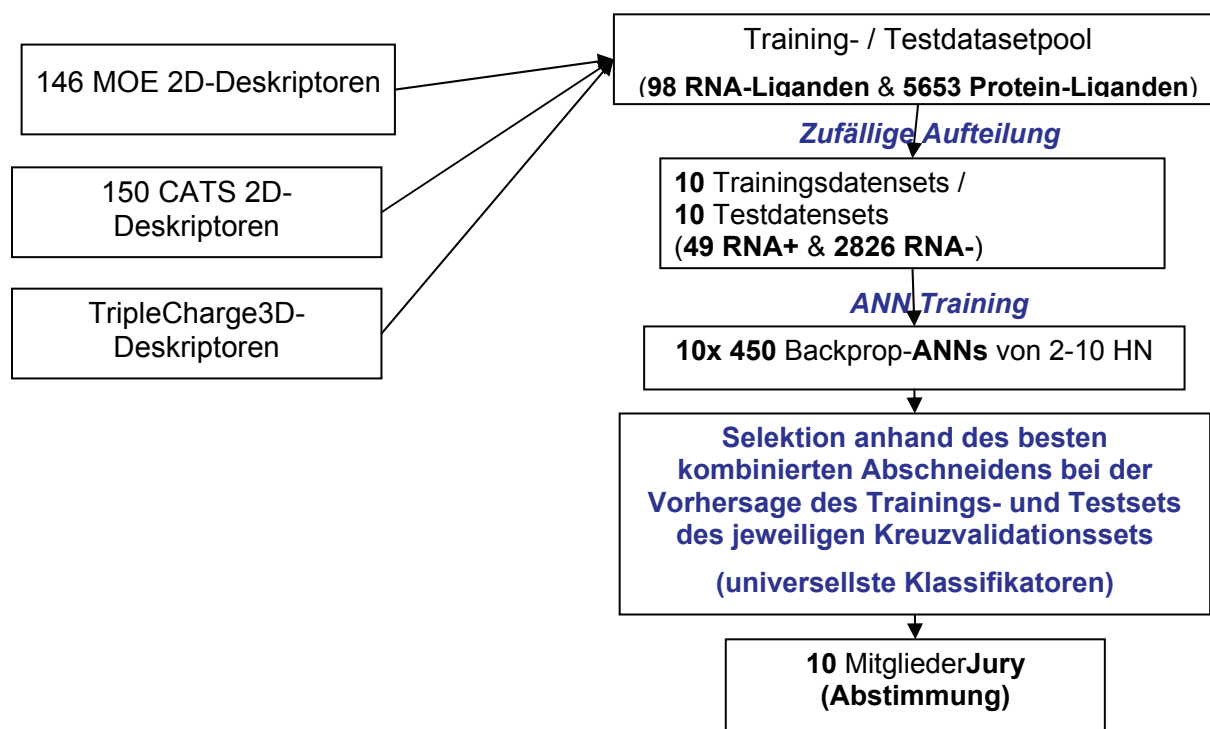 146 MOE 2D-Deskriptoren
150 CATS 2D-
Deskriptoren
TripleCharge3D-
Deskriptoren
Training- / Testdatasetpool
(98 RNA-Liganden & 5653 Protein-Liganden)
Zufällige Aufteilung
10 Trainingsdatensets /
10 Testdatensets
(49 RNA+ & 2826 RNA-)
ANN Training
10x 450 Backprop-ANNs von 2-10 HN
Selektion anhand des besten
kombinierten Abschneidens bei der
Vorhersage des Trainings- und Testsets
des jeweiligen Kreuzvalidationssets
(universellste Klassifikatoren)
10 MitgliederJury
(Abstimmung)